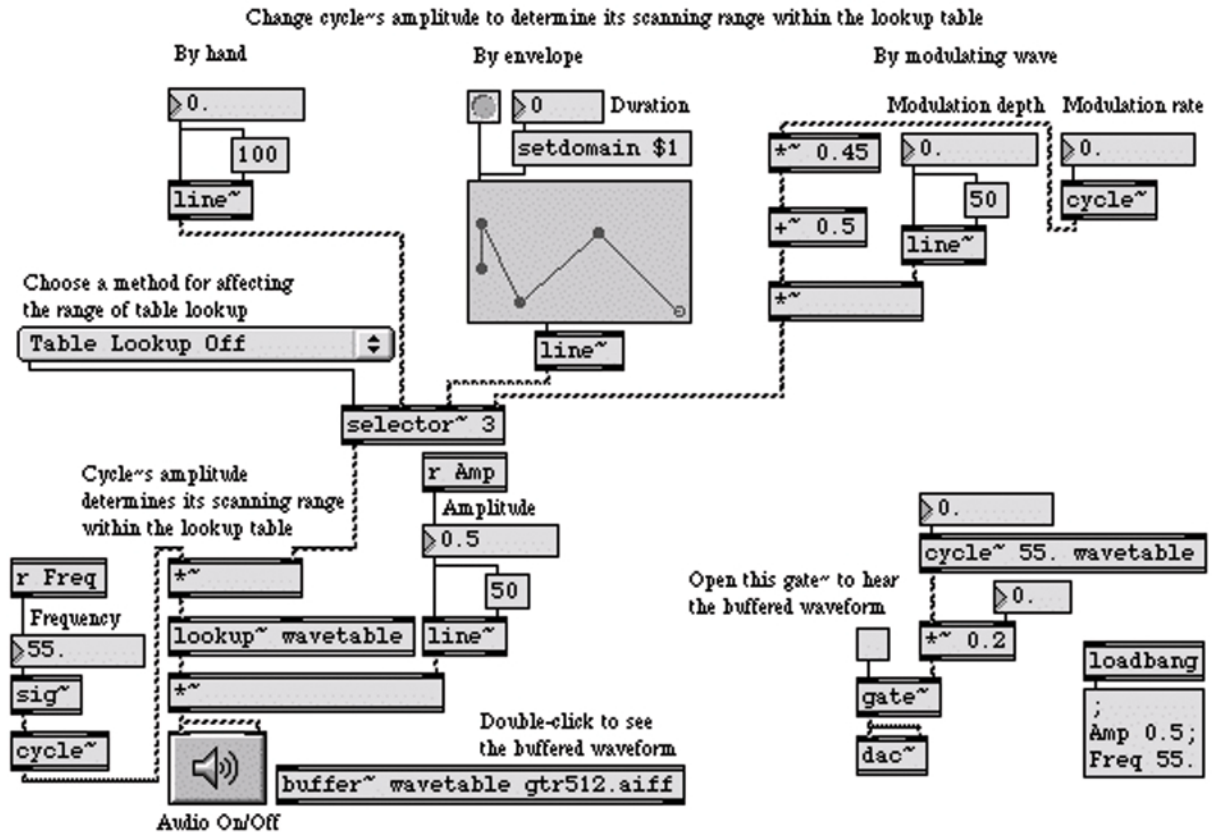 Change cycle~s amplitude to determine its scanning range within the lookup table
By hand
By envelope
By modulating wave
0.
0
Duration
Modulation depth
Modulation rate
100
setdomain $1
*~ 0.45
0.
0.
line~
50
cycle~
+~ 0.5
line~
Choose a method for affecting
the range of table lookup
*~
Table Lookup Off
line~
selector~ 3
Cycle~s amplitude
determines its scanning range
within the lookup table
r Amp
Amplitude
0.5
0.
cycle~ 55. wavetable
r Freq
*~
50
Open this gate~ to hear
the buffered waveform
0.
Frequency
lookup~ wavetable
line~
*~ 0.2
55.
loadbang
sig~
*~
gate~
;
Amp 0.5;
Freq 55.
Double-click to see
the buffered waveform
cycle~
dac~
buffer~ wavetable gtr512.aiff
Audio On/Off